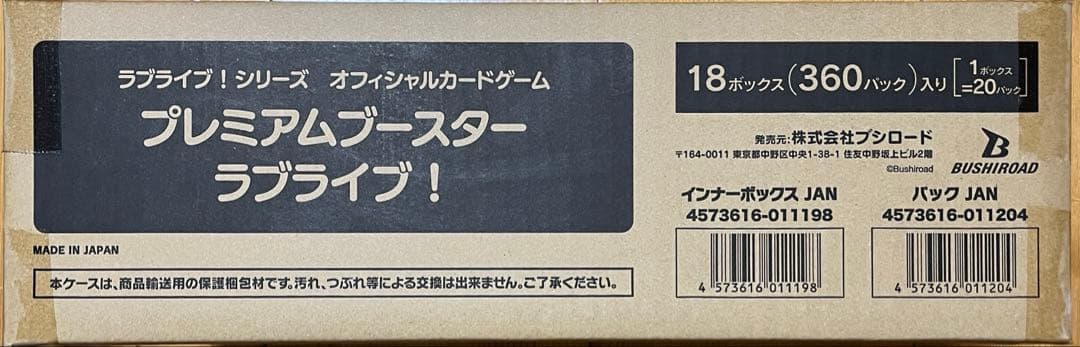 ラブライブ！シリーズ　オフィシャルカードゲーム
プレミアムブースター
ラブライブ！
MADE IN JAPAN
本ケースは、商品輸送用の保護梱包材です。汚れ、つぶれ等による交換は出来ません。ご了承ください。
18ボックス（360パック）入り［1ボックス
=20パック］
発売元：株式会社ブシロード
〒164-0011 東京都中野区中央1-38-1 住友中野坂上ビル2階
©Bushiroad
BUSHIROAD
インナーボックス JAN
4573616-011198
4 573616 011198
パック JAN
4573616-011204
4 573616 011204